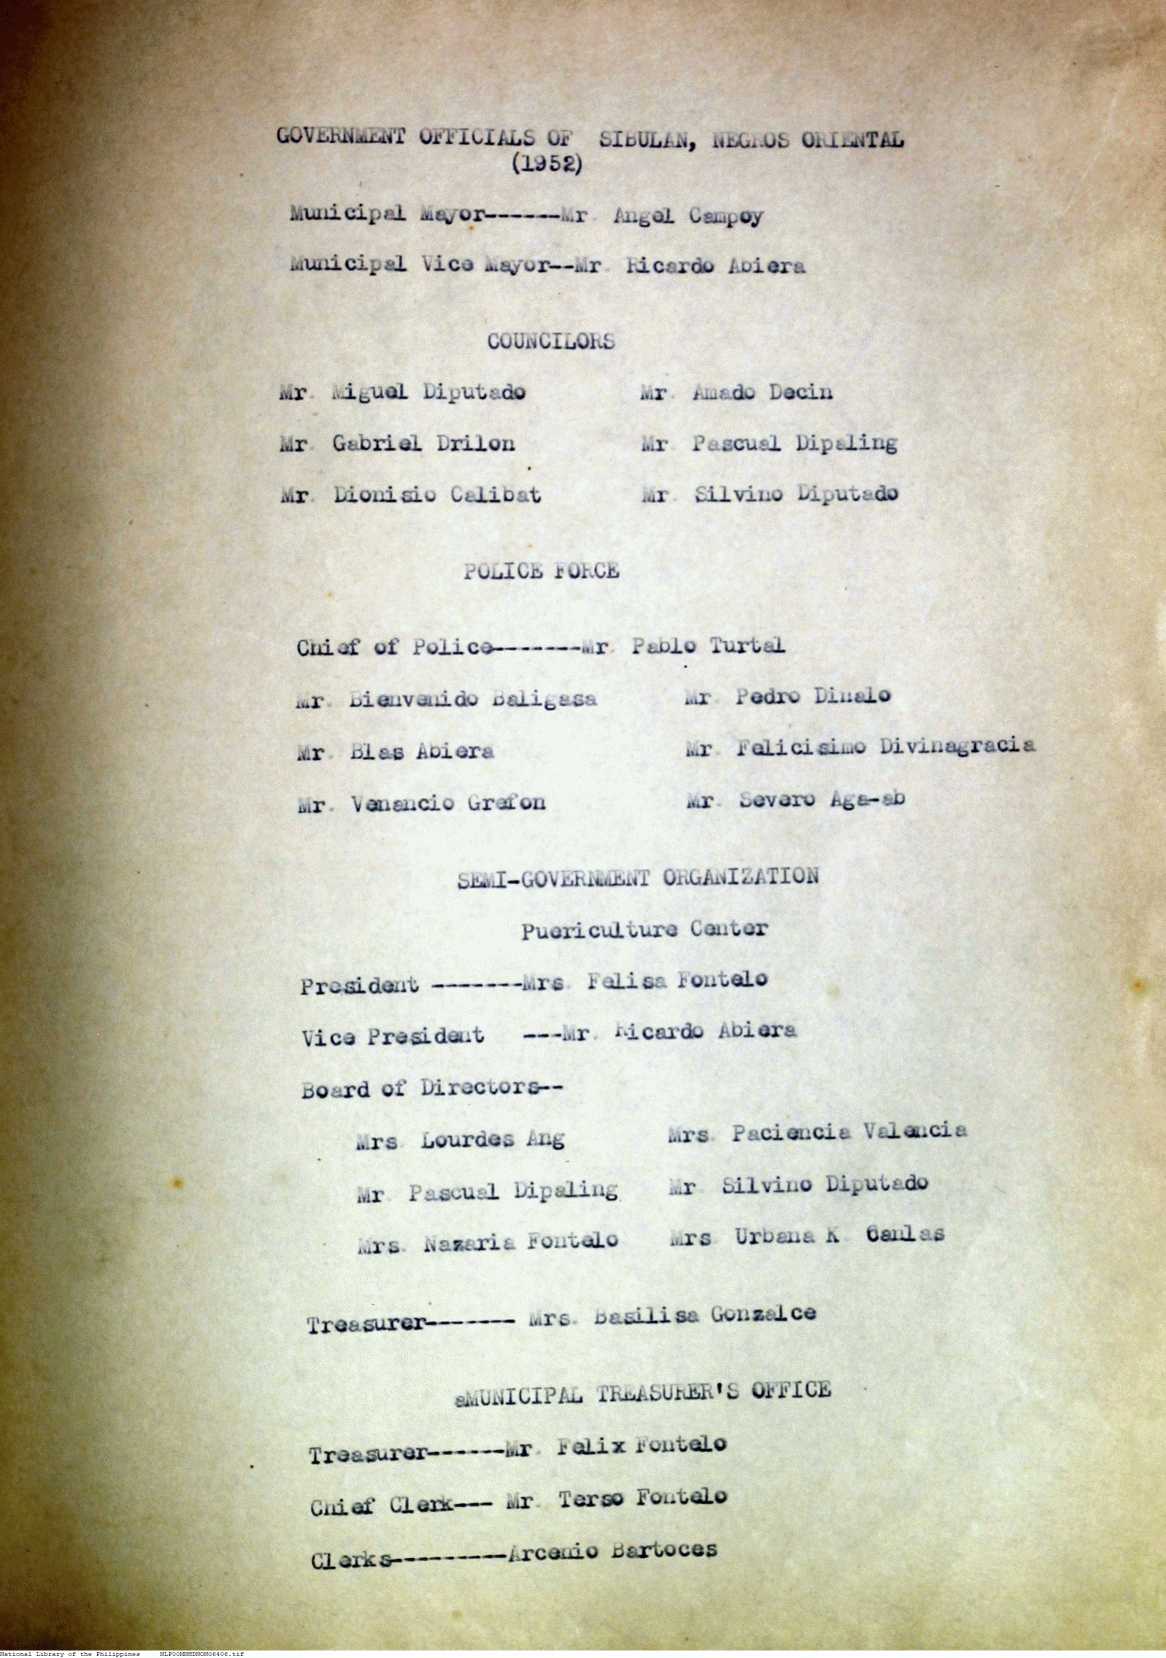 GOVERNMENT OFFICIALS OF SIBULAN, NEGROS ORIENTAL
(1952)
Municipal Mayor------Mr. Angel Campoy
Municipal Vice Mayor--Mr. Ricardo Abiera
COUNCILORS
Mr. Miguel Diputado Mr. Amado Decin
Mr. Gabriel Drilon Mr. Pascual Dipaling
Mr. Dionisio Calibat Mr. Silvino Diputado
POLICE FORCE
Chief of Police-------Mr. Pablo Turtal
Mr. Bienvenido Baligasa Mr. Pedro Dinalo
Mr. Blas Abiera Mr. Felicisimo Divinagracia
Mr. Venancio Grefon Mr. Severo Aga-ab
SEMI-GOVERNMENT ORGANIZATION
Puericulture Center
President -------Mrs. Felisa Fontelo
Vice President ---Mr. Ricardo Abiera
Board of Directors--
Mrs. Lourdes Ang Mrs. Paciencia Valencia
Mr. Pascual Dipaling Mr. Silvino Diputado
Mrs. Nazaria Fontelo Mrs. Urbana K. Canlas
Treasurer------- Mrs. Basilisa Gonzalce
aMUNICIPAL TREASURER'S OFFICE
Treasurer------Mr. Felix Fontelo
Chief Clerk--- Mr. Terso Fontelo
Clerks---------Arcenio Bartoces
National Library of the Philippines